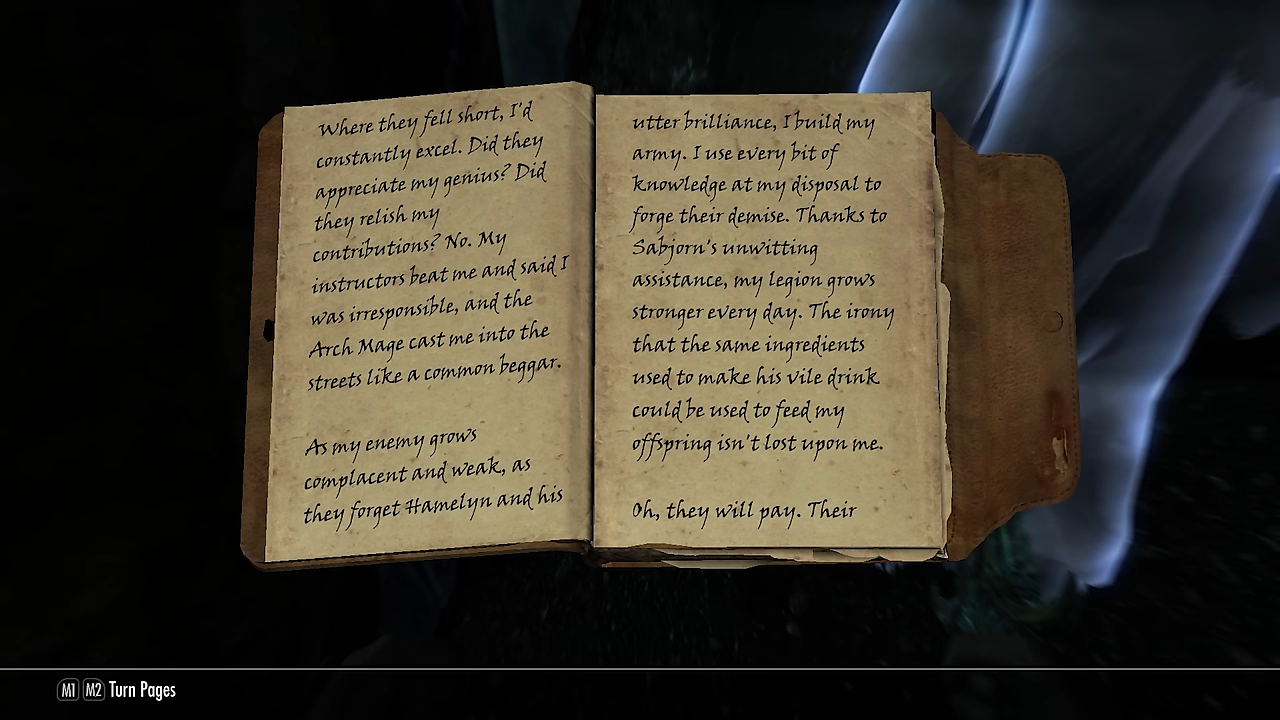 Where they fell short, I'd
constantly excel. Did they
appreciate my genius? Did
they relish my
contributions? No. My
instructors beat me and said I
was irresponsible, and the
Arch Mage cast me into the
streets like a common beggar.
As my enemy grows
complacent and weak, as
they forget Hamelyn and his
utter brilliance, I build my
army. I use every bit of
knowledge at my disposal to
forge their demise. Thanks to
Sabjorn's unwitting
assistance, my legion grows
stronger every day. The irony
that the same ingredients
used to make his vile drink
could be used to feed my
offspring isn't lost upon me.
Oh, they will pay. Their
M1 M2 Turn Pages